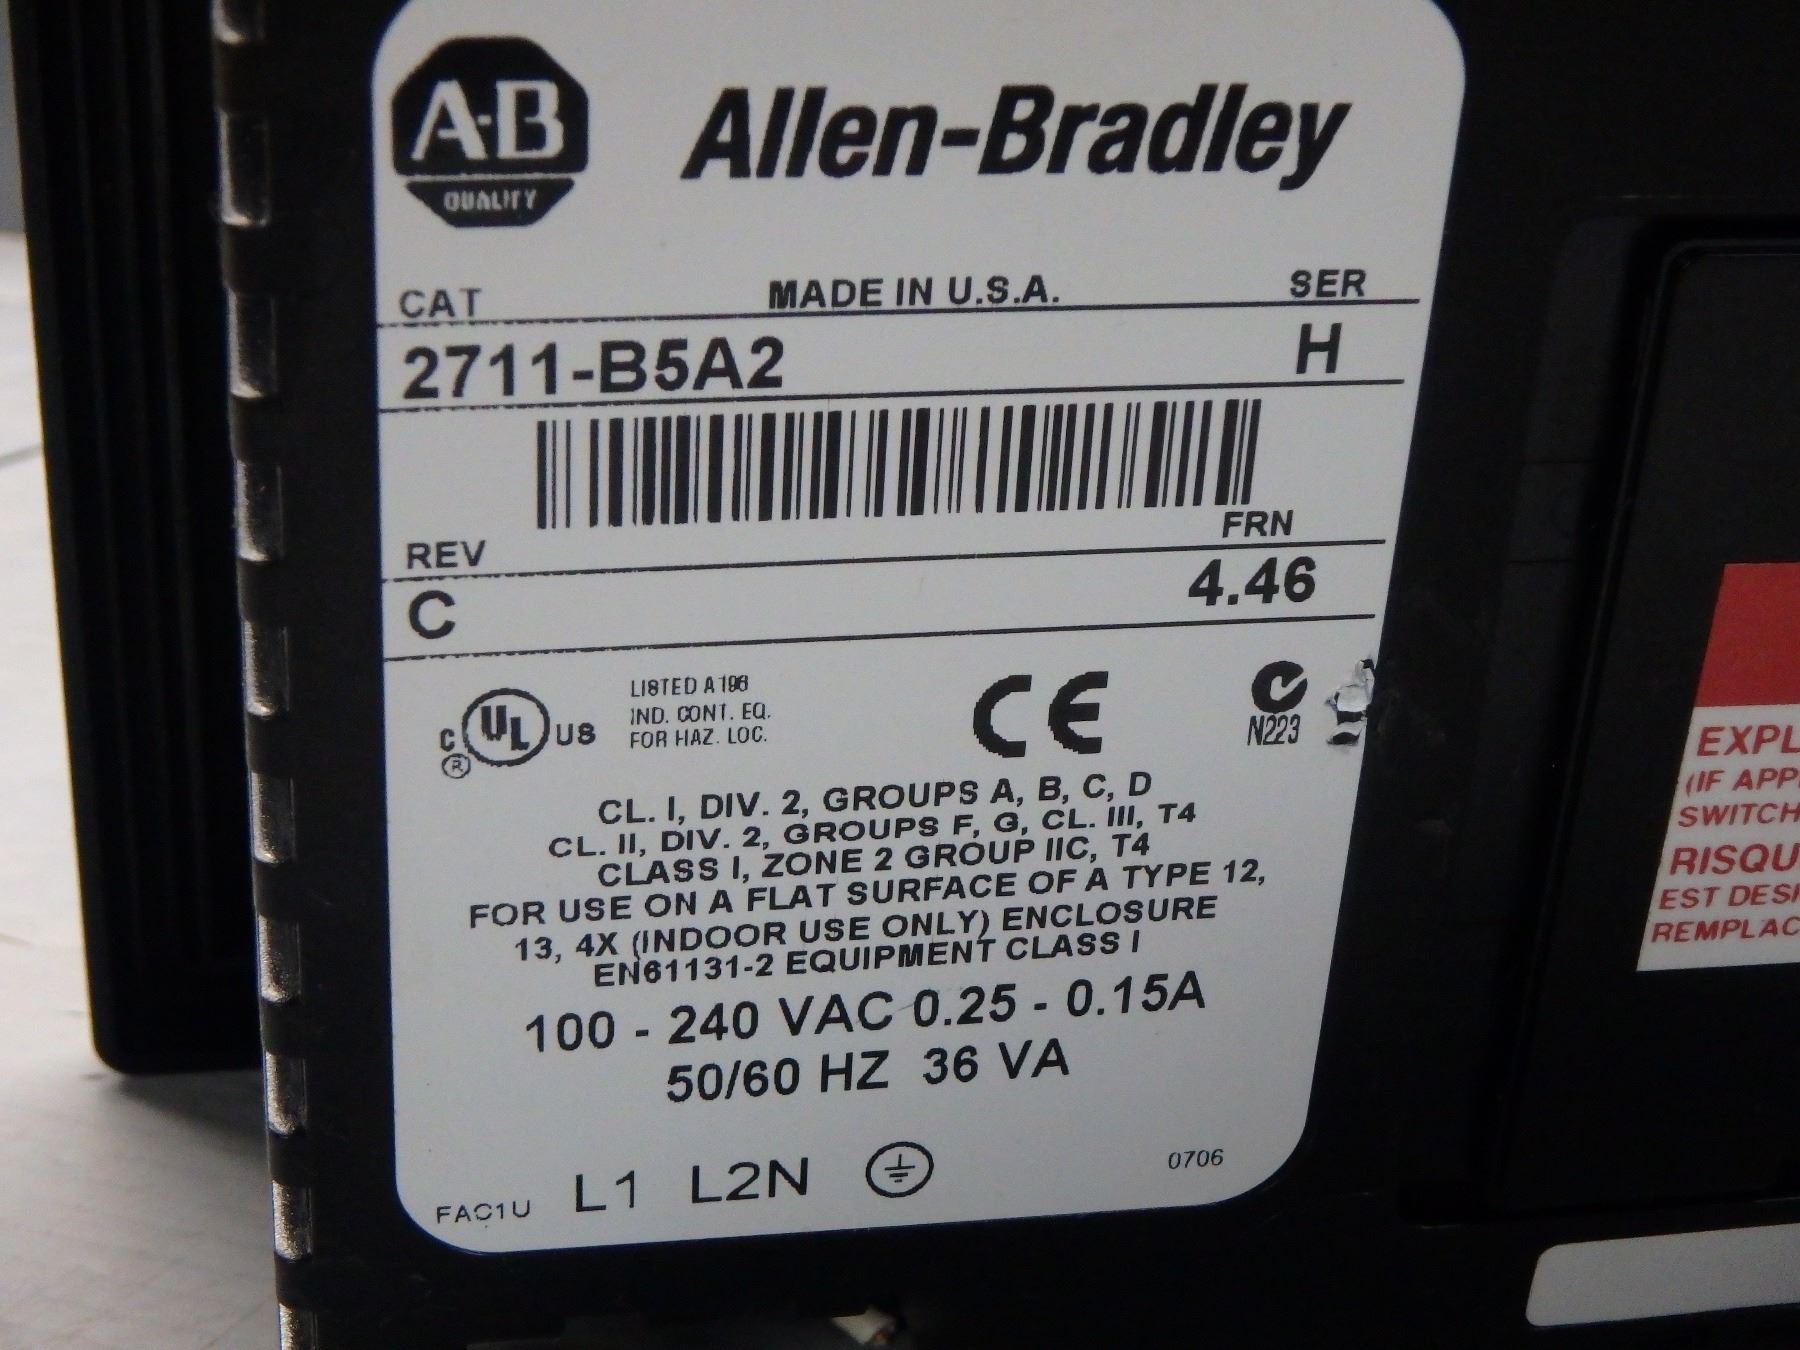 A-B
QUALITY
Allen-Bradley
CAT MADE IN U.S.A. SER
2711-B5A2 H
REV FRN
C 4.46
C UL US ®
LISTED A196
IND. CONT. EQ.
FOR HAZ. LOC.
CE
N223
CL. I, DIV. 2, GROUPS A, B, C, D
CL. II, DIV. 2, GROUPS F, G, CL. III, T4
CLASS I, ZONE 2 GROUP IIC, T4
FOR USE ON A FLAT SURFACE OF A TYPE 12,
13, 4X (INDOOR USE ONLY) ENCLOSURE
EN61131-2 EQUIPMENT CLASS I
100 - 240 VAC 0.25 - 0.15A
50/60 HZ 36 VA
FAC1U L1 L2N 0706
EXPL
(IF APP
SWITCH
RISQU
EST DESI
REMPLAC